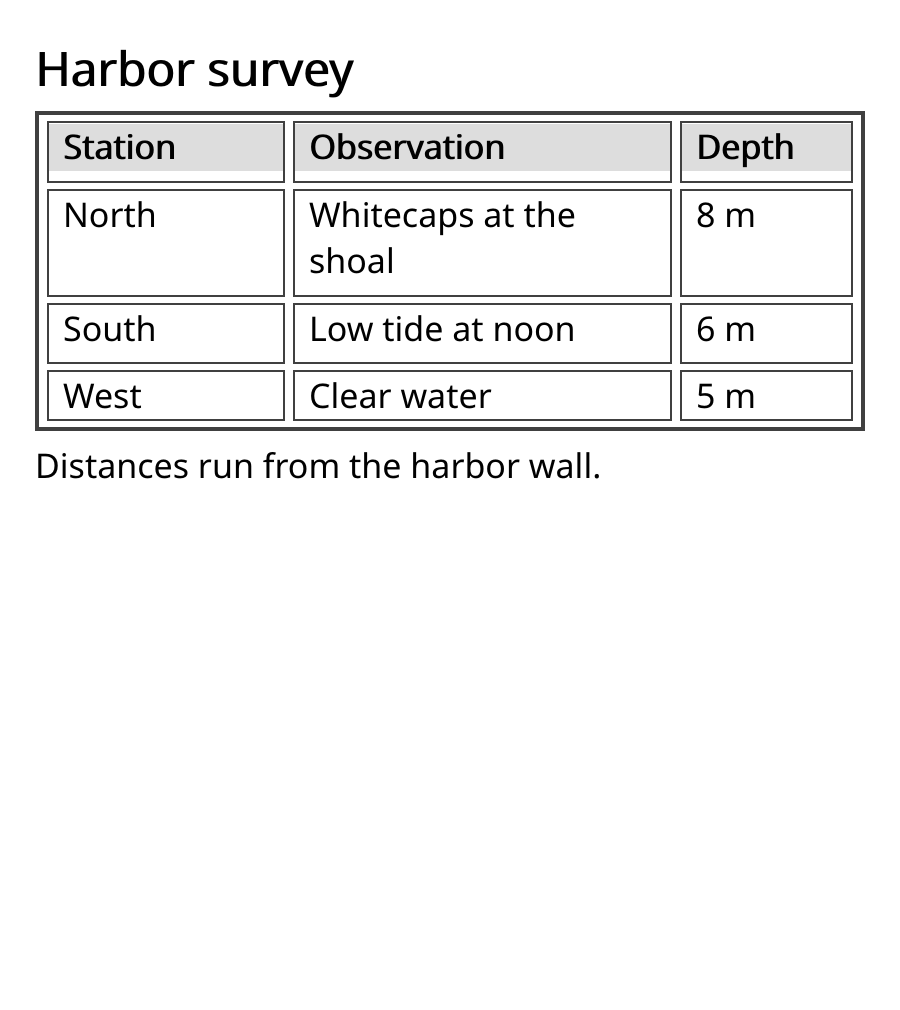 Harbor survey
Station Observation Depth
North Whitecaps at the 8 m
shoal
South Low tide at noon 6 m
West Clear water 5 m
Distances run from the harbor wall.